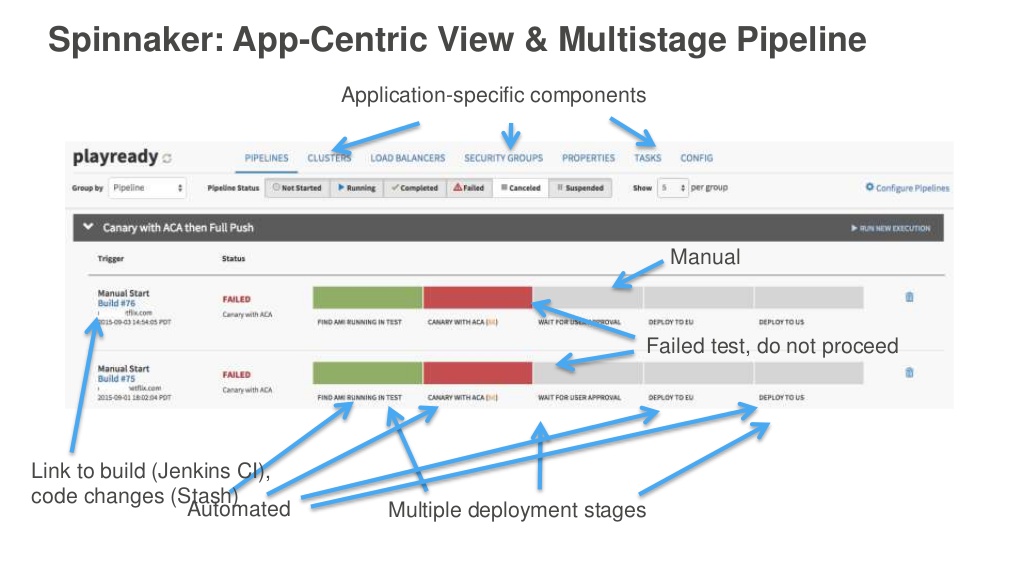 Spinnaker: App-Centric View & Multistage Pipeline
Application-specific components
playready
PIPELINES CLUSTERS LOAD BALANCERS SECURITY GROUPS PROPERTIES TASKS CONFIG
Group by Pipeline Pipeline Status Not Started Running Completed Failed Canceled Suspended Show 5 per group Configure Pipelines
Canary with ACA then Full Push RUN NEW EXECUTION
Manual
Trigger Status
Manual Start
Build #76
tflix.com
2015-09-03 14:54:05 PDT
FAILED
Canary with ACA
FIND AMI RUNNING IN TEST CANARY WITH ACA WAIT FOR USER APPROVAL DEPLOY TO EU DEPLOY TO US
Failed test, do not proceed
Manual Start
Build #75
netflix.com
2015-09-01 18:02:04 PDT
FAILED
Canary with ACA
FIND AMI RUNNING IN TEST CANARY WITH ACA WAIT FOR USER APPROVAL DEPLOY TO EU DEPLOY TO US
Link to build (Jenkins CI),
code changes (Stash)
Automated
Multiple deployment stages